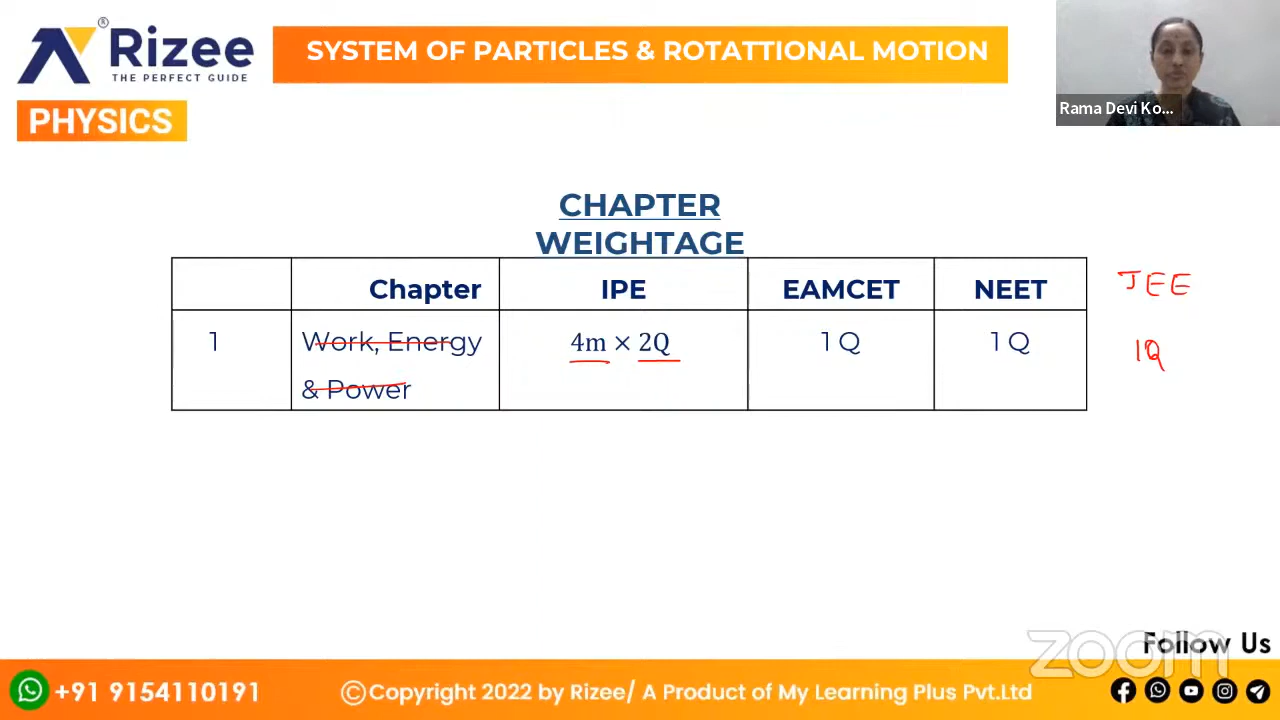 Rizee®
THE PERFECT GUIDE
SYSTEM OF PARTICLES & ROTATTIONAL MOTION
PHYSICS
Rama Devi Ko...
CHAPTER
WEIGHTAGE
Chapter IPE EAMCET NEET JEE
1 Work, Energy 4m × 2Q 1 Q 1 Q 1Q
& Power
zoom
Follow Us
+91 9154110191 ©Copyright 2022 by Rizee/ A Product of My Learning Plus Pvt.Ltd